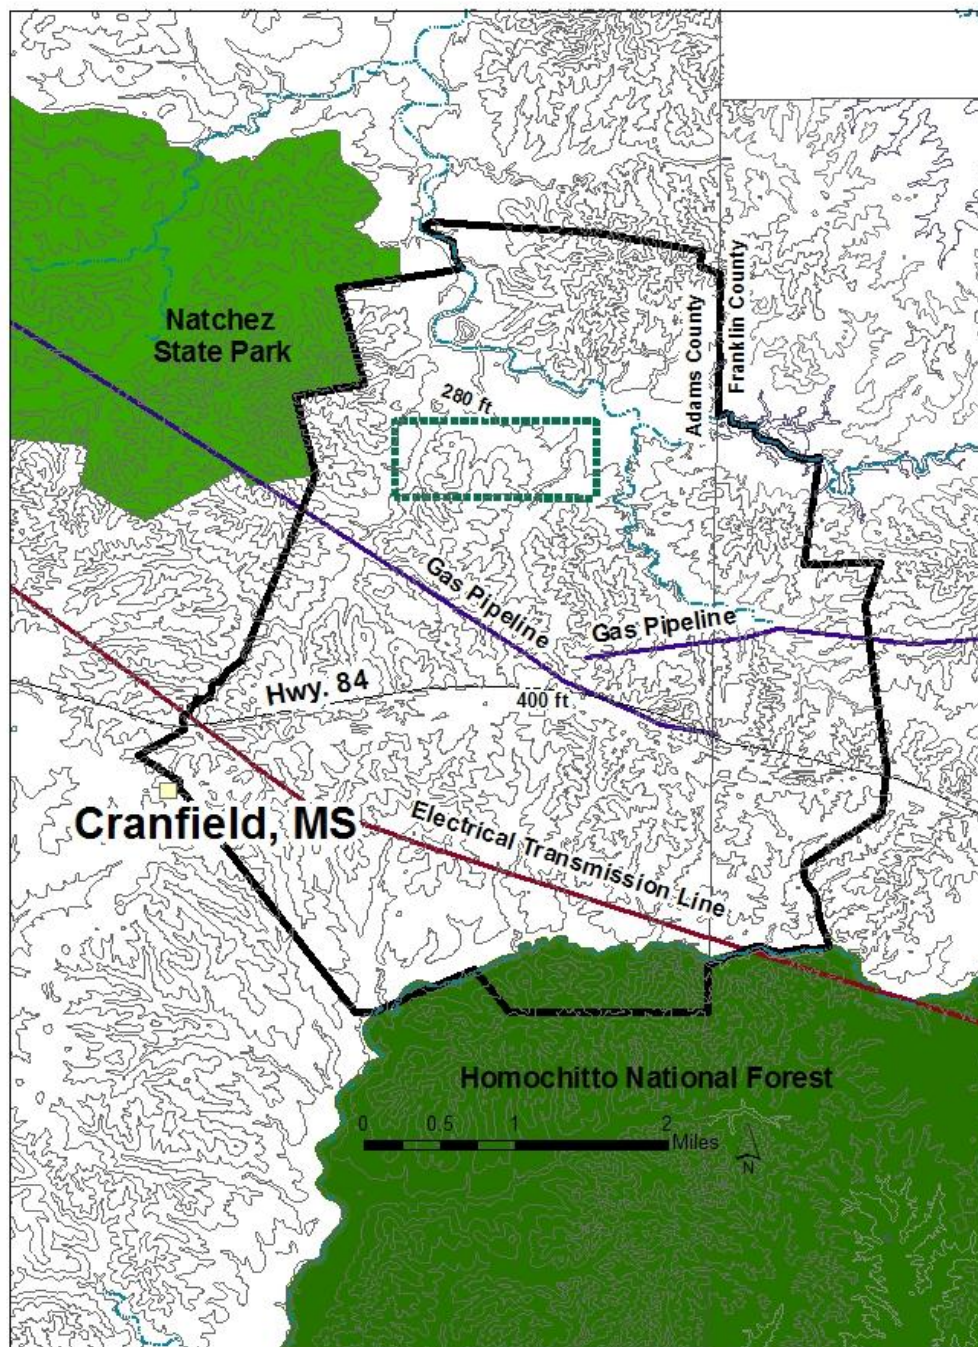 Natchez
State Park
Adams County
Franklin County
280 ft
Gas Pipeline
Gas Pipeline
Hwy. 84
400 ft
Cranfield, MS
Electrical Transmission Line
Homochitto National Forest
0 0.5 1 2
Miles
N